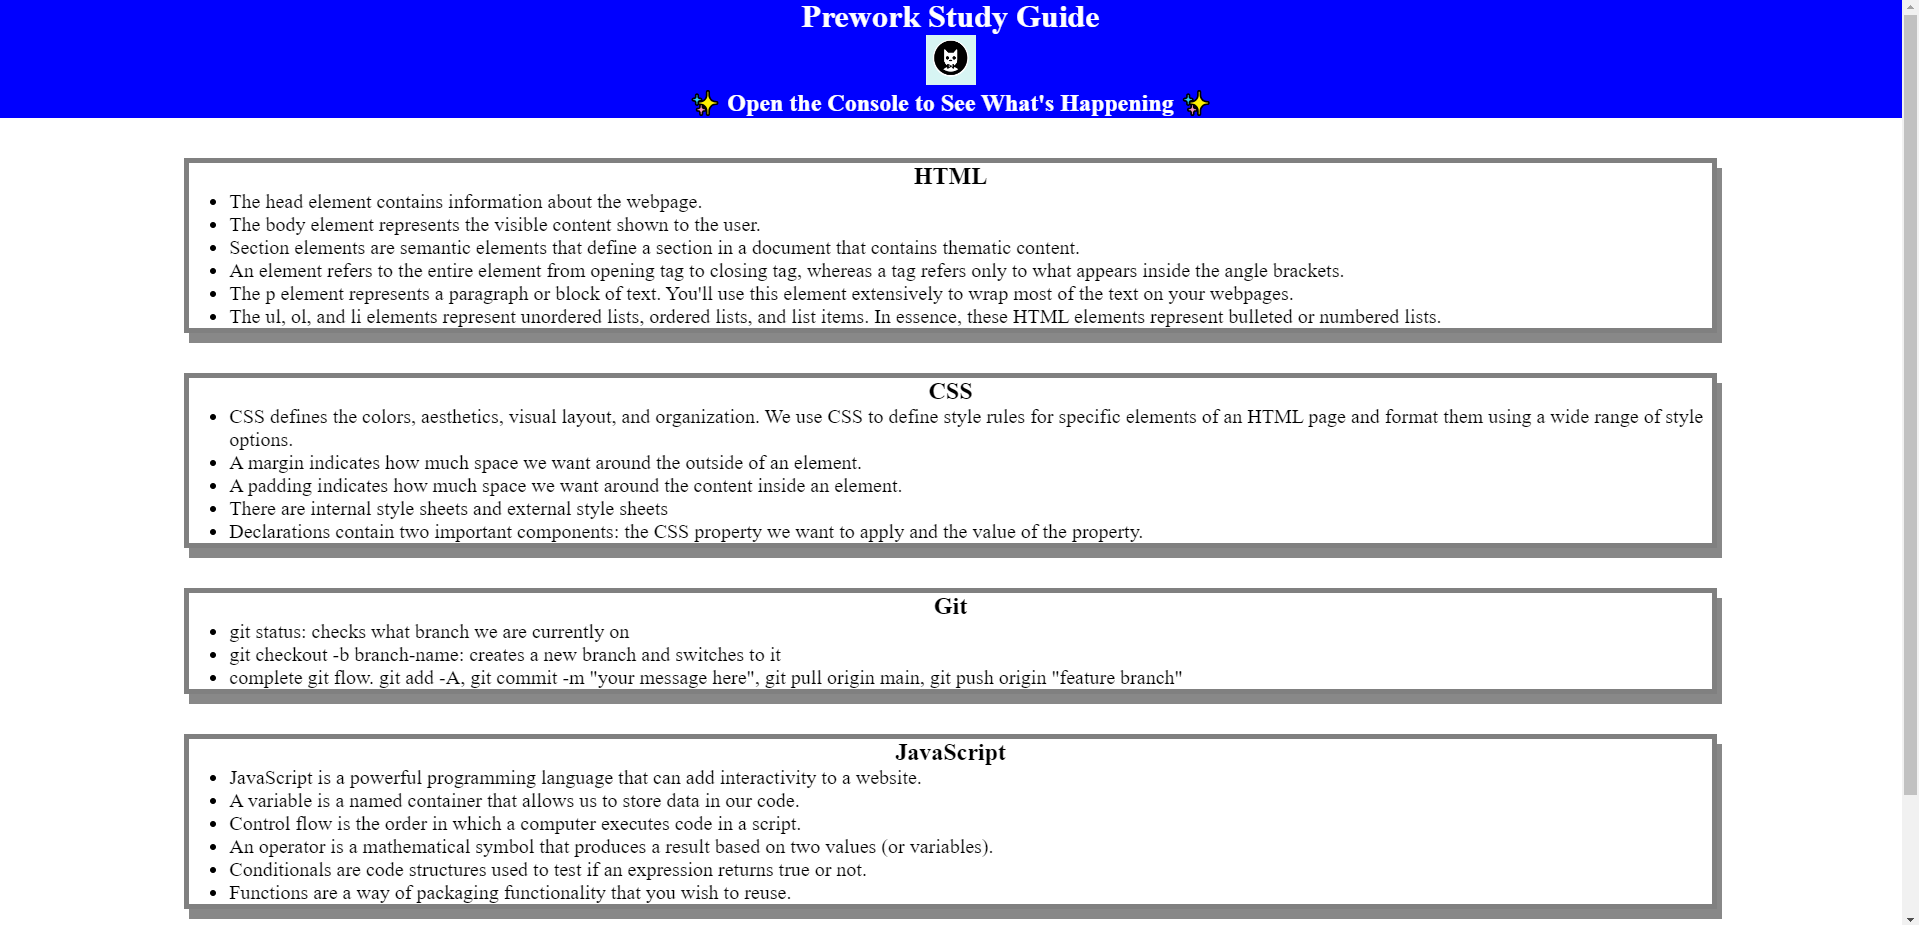 Prework Study Guide
✨ Open the Console to See What's Happening ✨
HTML
• The head element contains information about the webpage.
• The body element represents the visible content shown to the user.
• Section elements are semantic elements that define a section in a document that contains thematic content.
• An element refers to the entire element from opening tag to closing tag, whereas a tag refers only to what appears inside the angle brackets.
• The p element represents a paragraph or block of text. You'll use this element extensively to wrap most of the text on your webpages.
• The ul, ol, and li elements represent unordered lists, ordered lists, and list items. In essence, these HTML elements represent bulleted or numbered lists.
CSS
• CSS defines the colors, aesthetics, visual layout, and organization. We use CSS to define style rules for specific elements of an HTML page and format them using a wide range of style
options.
• A margin indicates how much space we want around the outside of an element.
• A padding indicates how much space we want around the content inside an element.
• There are internal style sheets and external style sheets
• Declarations contain two important components: the CSS property we want to apply and the value of the property.
Git
• git status: checks what branch we are currently on
• git checkout -b branch-name: creates a new branch and switches to it
• complete git flow. git add -A, git commit -m "your message here", git pull origin main, git push origin "feature branch"
JavaScript
• JavaScript is a powerful programming language that can add interactivity to a website.
• A variable is a named container that allows us to store data in our code.
• Control flow is the order in which a computer executes code in a script.
• An operator is a mathematical symbol that produces a result based on two values (or variables).
• Conditionals are code structures used to test if an expression returns true or not.
• Functions are a way of packaging functionality that you wish to reuse.